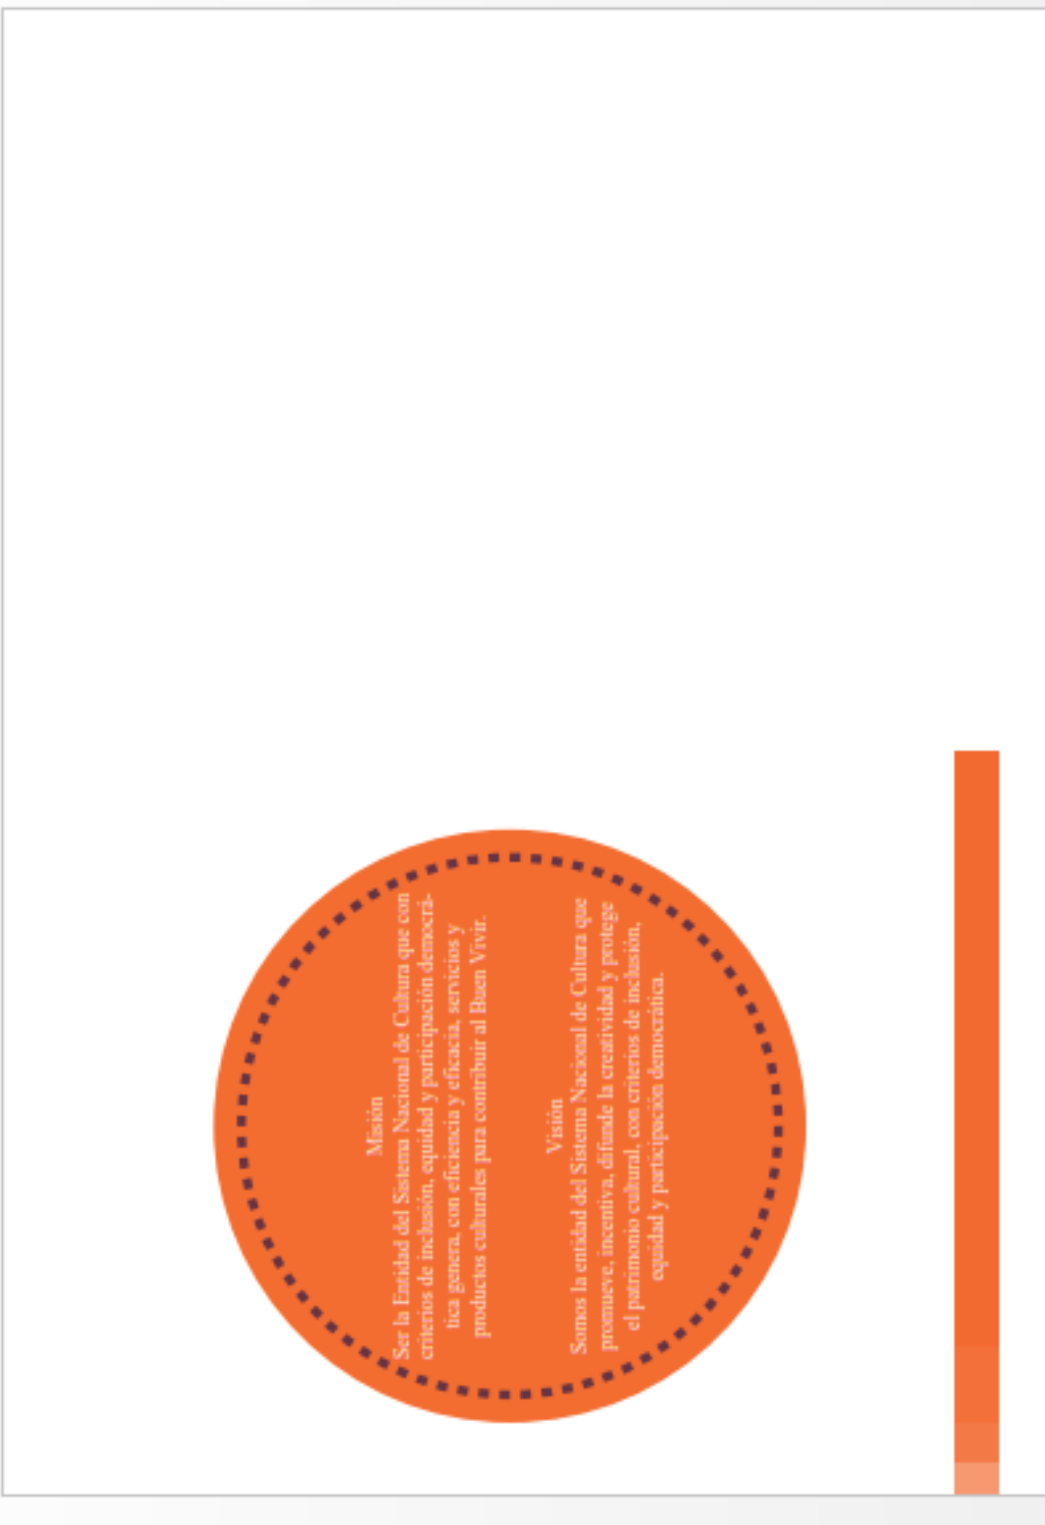 Misión
Ser la Entidad del Sistema Nacional de Cultura que con
criterios de inclusión, equidad y participación democrá-
tica genera, con eficiencia y eficacia, servicios y
productos culturales para contribuir al Buen Vivir.
Visión
Somos la entidad del Sistema Nacional de Cultura que
promueve, incentiva, difunde la creatividad y protege
el patrimonio cultural, con criterios de inclusión,
equidad y participación democrática.